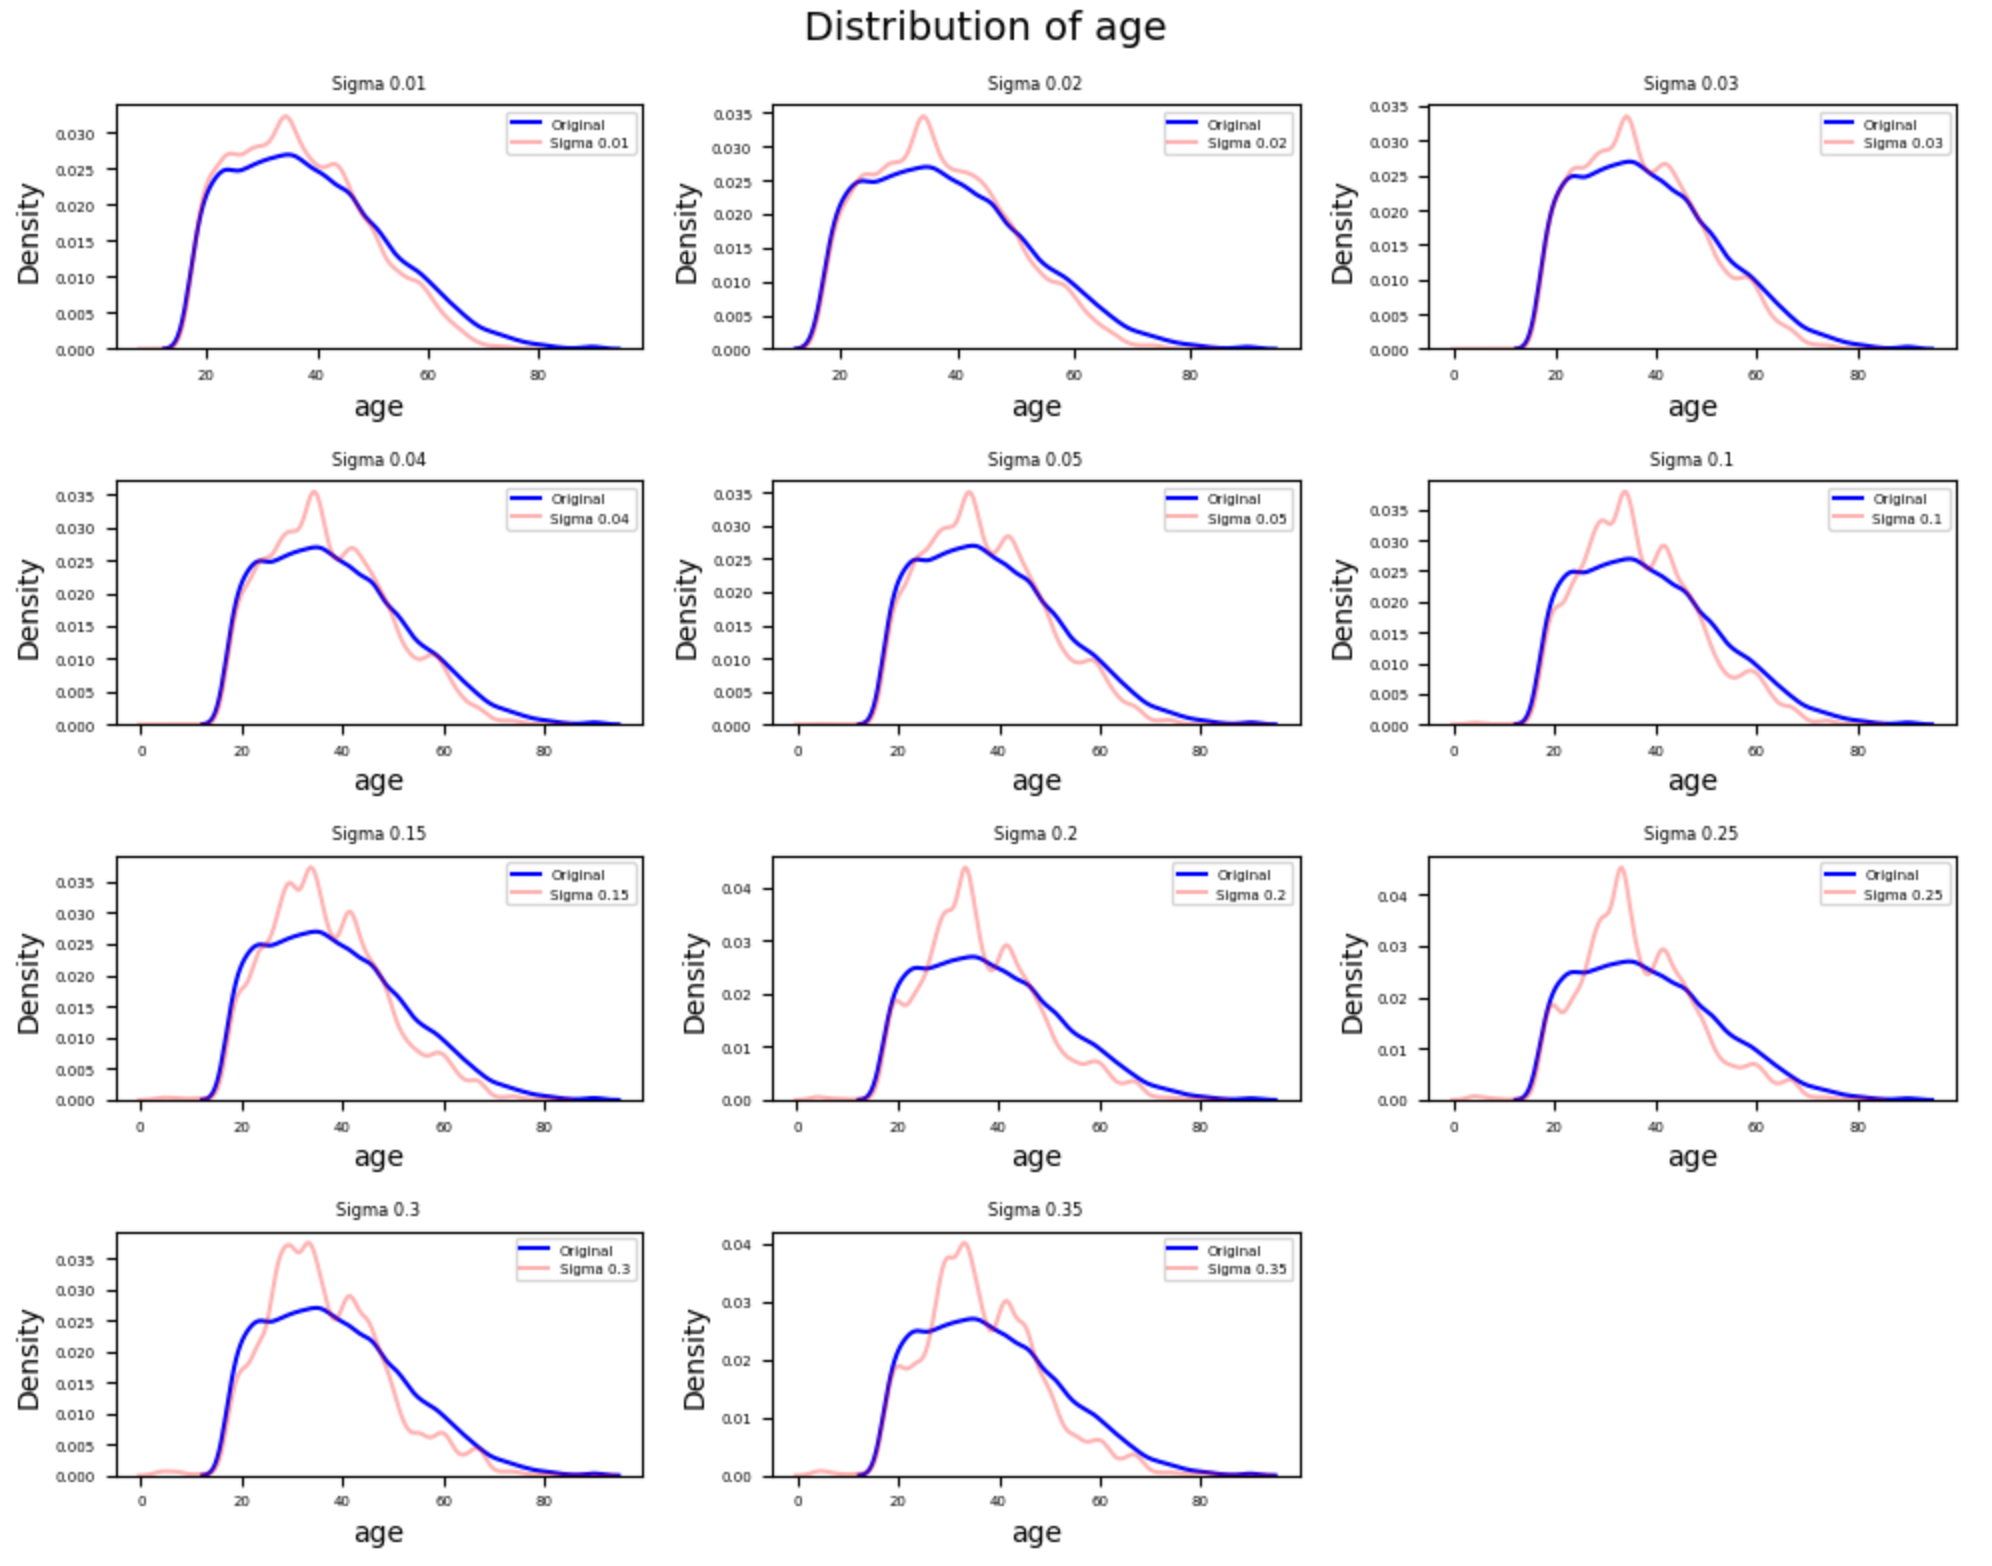 Distribution of age
Sigma 0.01
Density
0.030
0.025
0.020
0.015
0.010
0.005
0.000
Original
Sigma 0.01
20 40 60 80
age
Sigma 0.02
Density
0.035
0.030
0.025
0.020
0.015
0.010
0.005
0.000
Original
Sigma 0.02
20 40 60 80
age
Sigma 0.03
Density
0.035
0.030
0.025
0.020
0.015
0.010
0.005
0.000
Original
Sigma 0.03
0 20 40 60 80
age
Sigma 0.04
Density
0.035
0.030
0.025
0.020
0.015
0.010
0.005
0.000
Original
Sigma 0.04
0 20 40 60 80
age
Sigma 0.05
Density
0.035
0.030
0.025
0.020
0.015
0.010
0.005
0.000
Original
Sigma 0.05
0 20 40 60 80
age
Sigma 0.1
Density
0.035
0.030
0.025
0.020
0.015
0.010
0.005
0.000
Original
Sigma 0.1
0 20 40 60 80
age
Sigma 0.15
Density
0.035
0.030
0.025
0.020
0.015
0.010
0.005
0.000
Original
Sigma 0.15
0 20 40 60 80
age
Sigma 0.2
Density
0.04
0.03
0.02
0.01
0.00
Original
Sigma 0.2
0 20 40 60 80
age
Sigma 0.25
Density
0.04
0.03
0.02
0.01
0.00
Original
Sigma 0.25
0 20 40 60 80
age
Sigma 0.3
Density
0.035
0.030
0.025
0.020
0.015
0.010
0.005
0.000
Original
Sigma 0.3
0 20 40 60 80
age
Sigma 0.35
Density
0.04
0.03
0.02
0.01
0.00
Original
Sigma 0.35
0 20 40 60 80
age